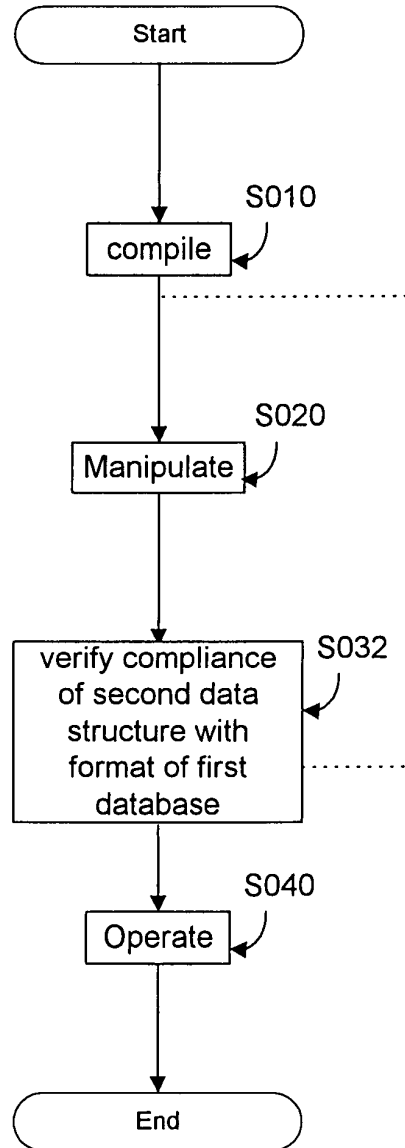 Start
S010
compile
S020
Manipulate
S032
verify compliance
of second data
structure with
format of first
database
S040
Operate
End